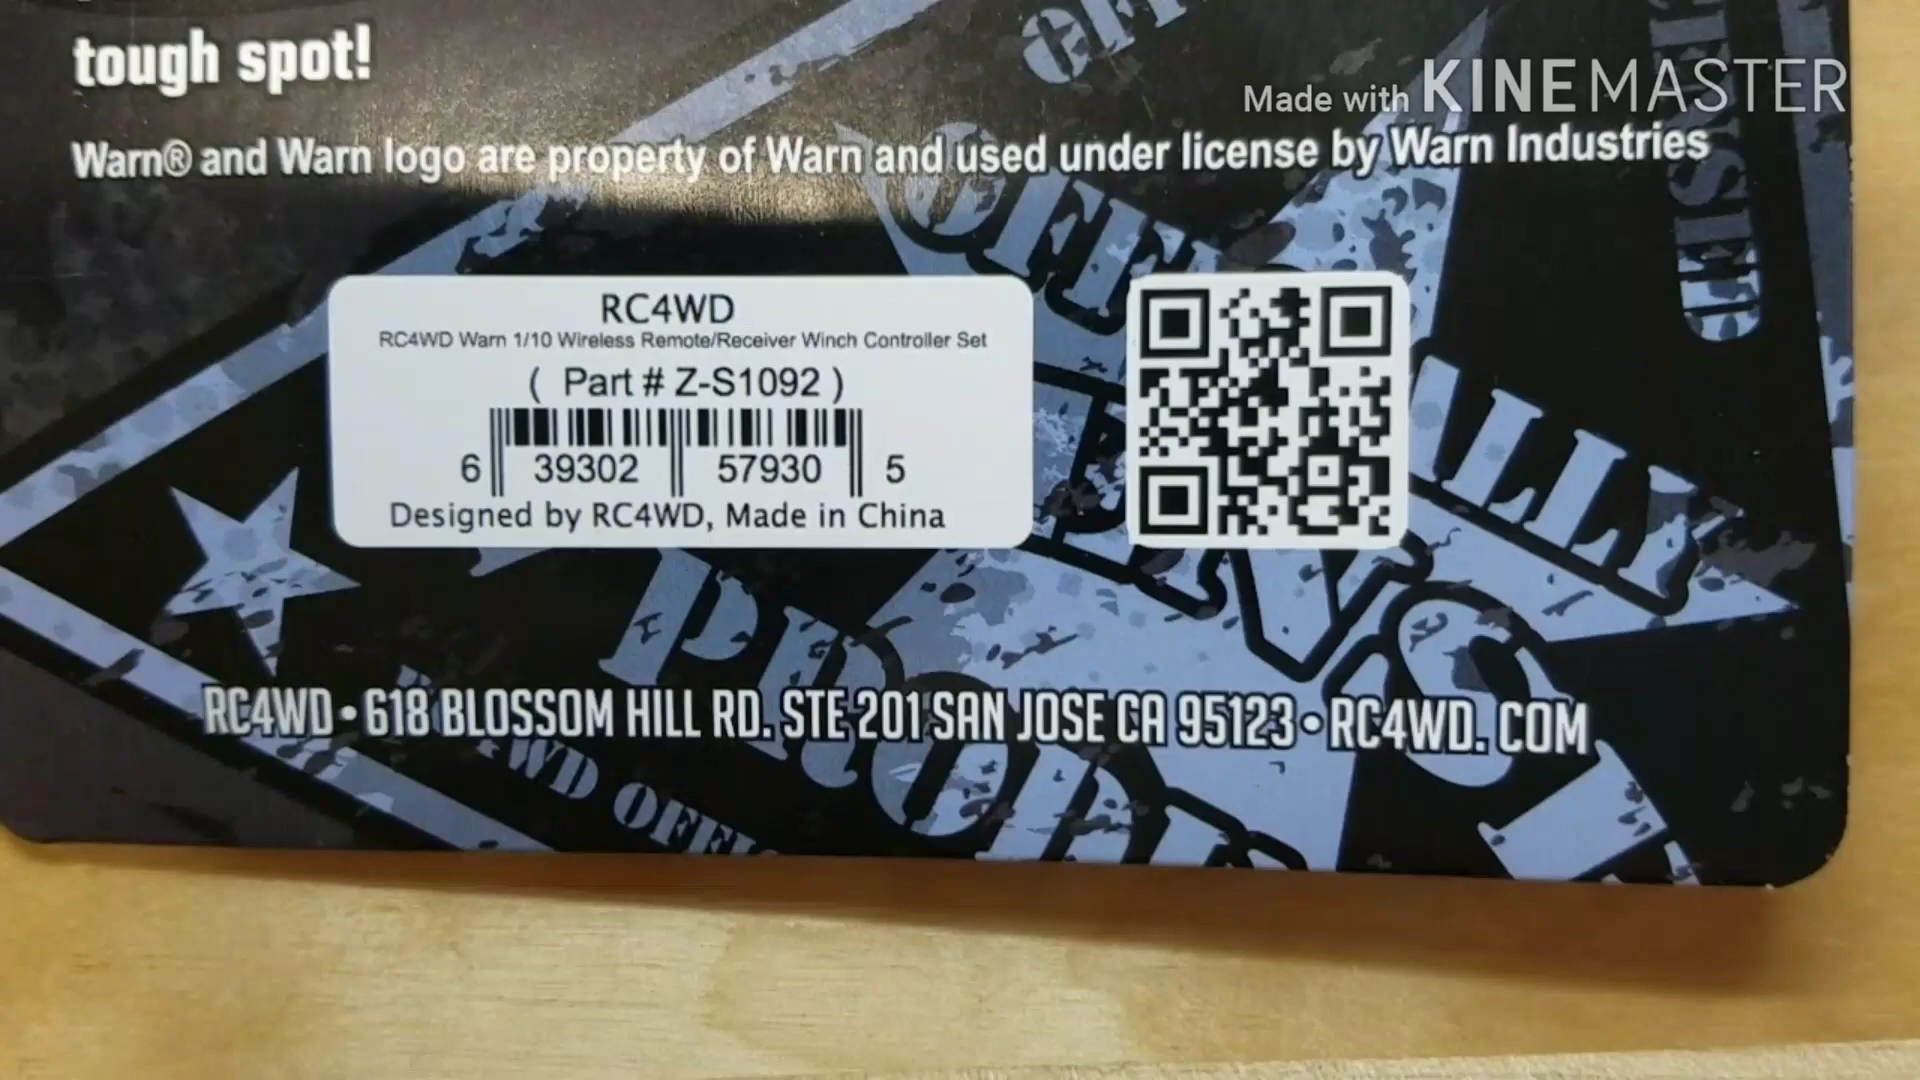 tough spot!
Made with KINEMASTER
Warn® and Warn logo are property of Warn and used under license by Warn Industries
RC4WD
RC4WD Warn 1/10 Wireless Remote/Receiver Winch Controller Set
( Part # Z-S1092 )
6 39302 57930 5
Designed by RC4WD, Made in China
RC4WD • 618 BLOSSOM HILL RD. STE 201 SAN JOSE CA 95123 • RC4WD. COM